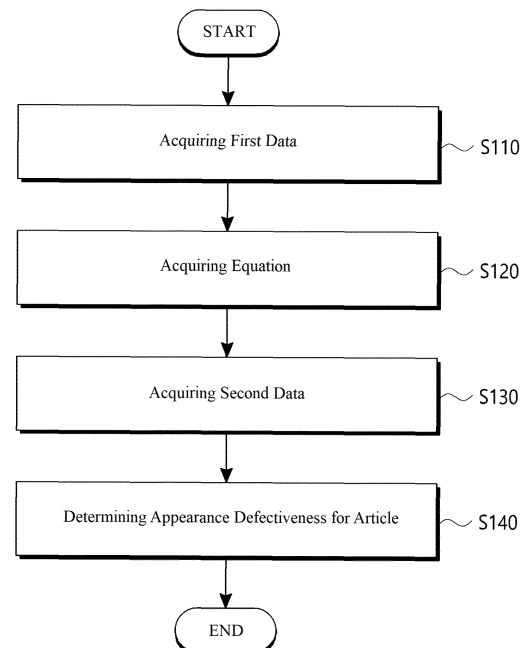 START
Acquiring First Data
S110
Acquiring Equation
S120
Acquiring Second Data
S130
Determining Appearance Defectiveness for Article
S140
END